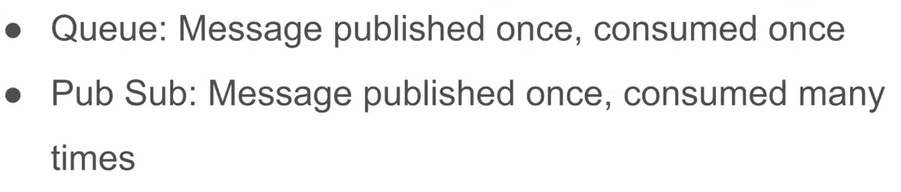 ● Queue: Message published once, consumed once
● Pub Sub: Message published once, consumed many
times